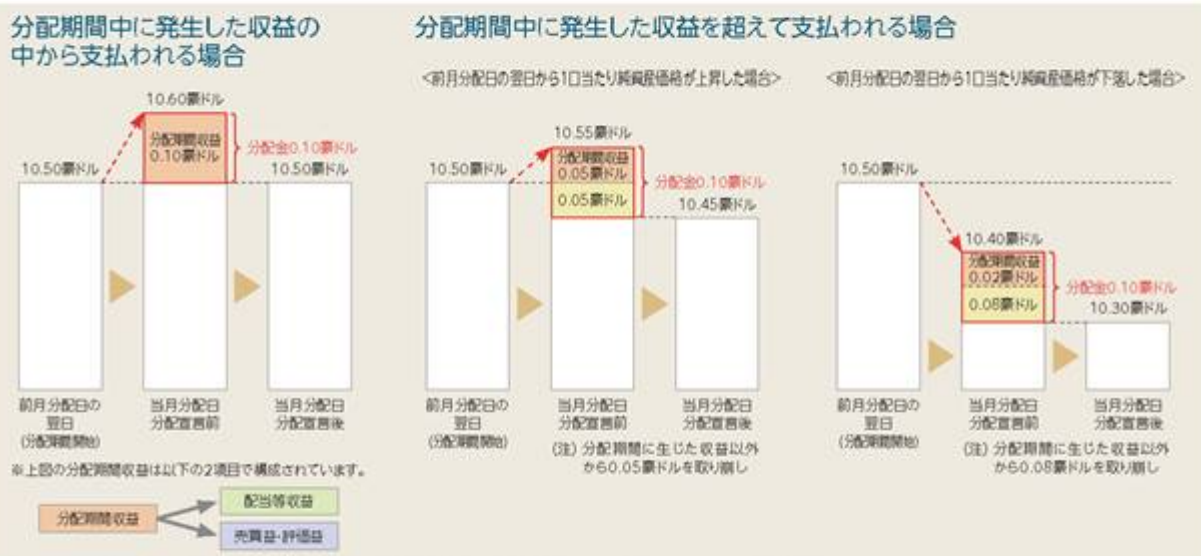 分配期間中に発生した収益の
中から支払われる場合
10.60豪ドル
分配期間収益
0.10豪ドル
分配金0.10豪ドル
10.50豪ドル
10.50豪ドル
前月分配日の
翌日
(分配期間開始)
当月分配日
分配宣言前
当月分配日
分配宣言後
※上図の分配期間収益は以下の2項目で構成されています。
分配期間収益
配当等収益
売買益・評価益
分配期間中に発生した収益を超えて支払われる場合
<前月分配日の翌日から1口当たり純資産価格が上昇した場合>
10.55豪ドル
10.50豪ドル
分配期間収益
0.05豪ドル
0.05豪ドル
分配金0.10豪ドル
10.45豪ドル
前月分配日の
翌日
(分配期間開始)
当月分配日
分配宣言前
当月分配日
分配宣言後
(注) 分配期間に生じた収益以外
から0.05豪ドルを取り崩し
<前月分配日の翌日から1口当たり純資産価格が下落した場合>
10.50豪ドル
10.40豪ドル
分配期間収益
0.02豪ドル
0.08豪ドル
分配金0.10豪ドル
10.30豪ドル
前月分配日の
翌日
(分配期間開始)
当月分配日
分配宣言前
当月分配日
分配宣言後
(注) 分配期間に生じた収益以外
から0.08豪ドルを取り崩し